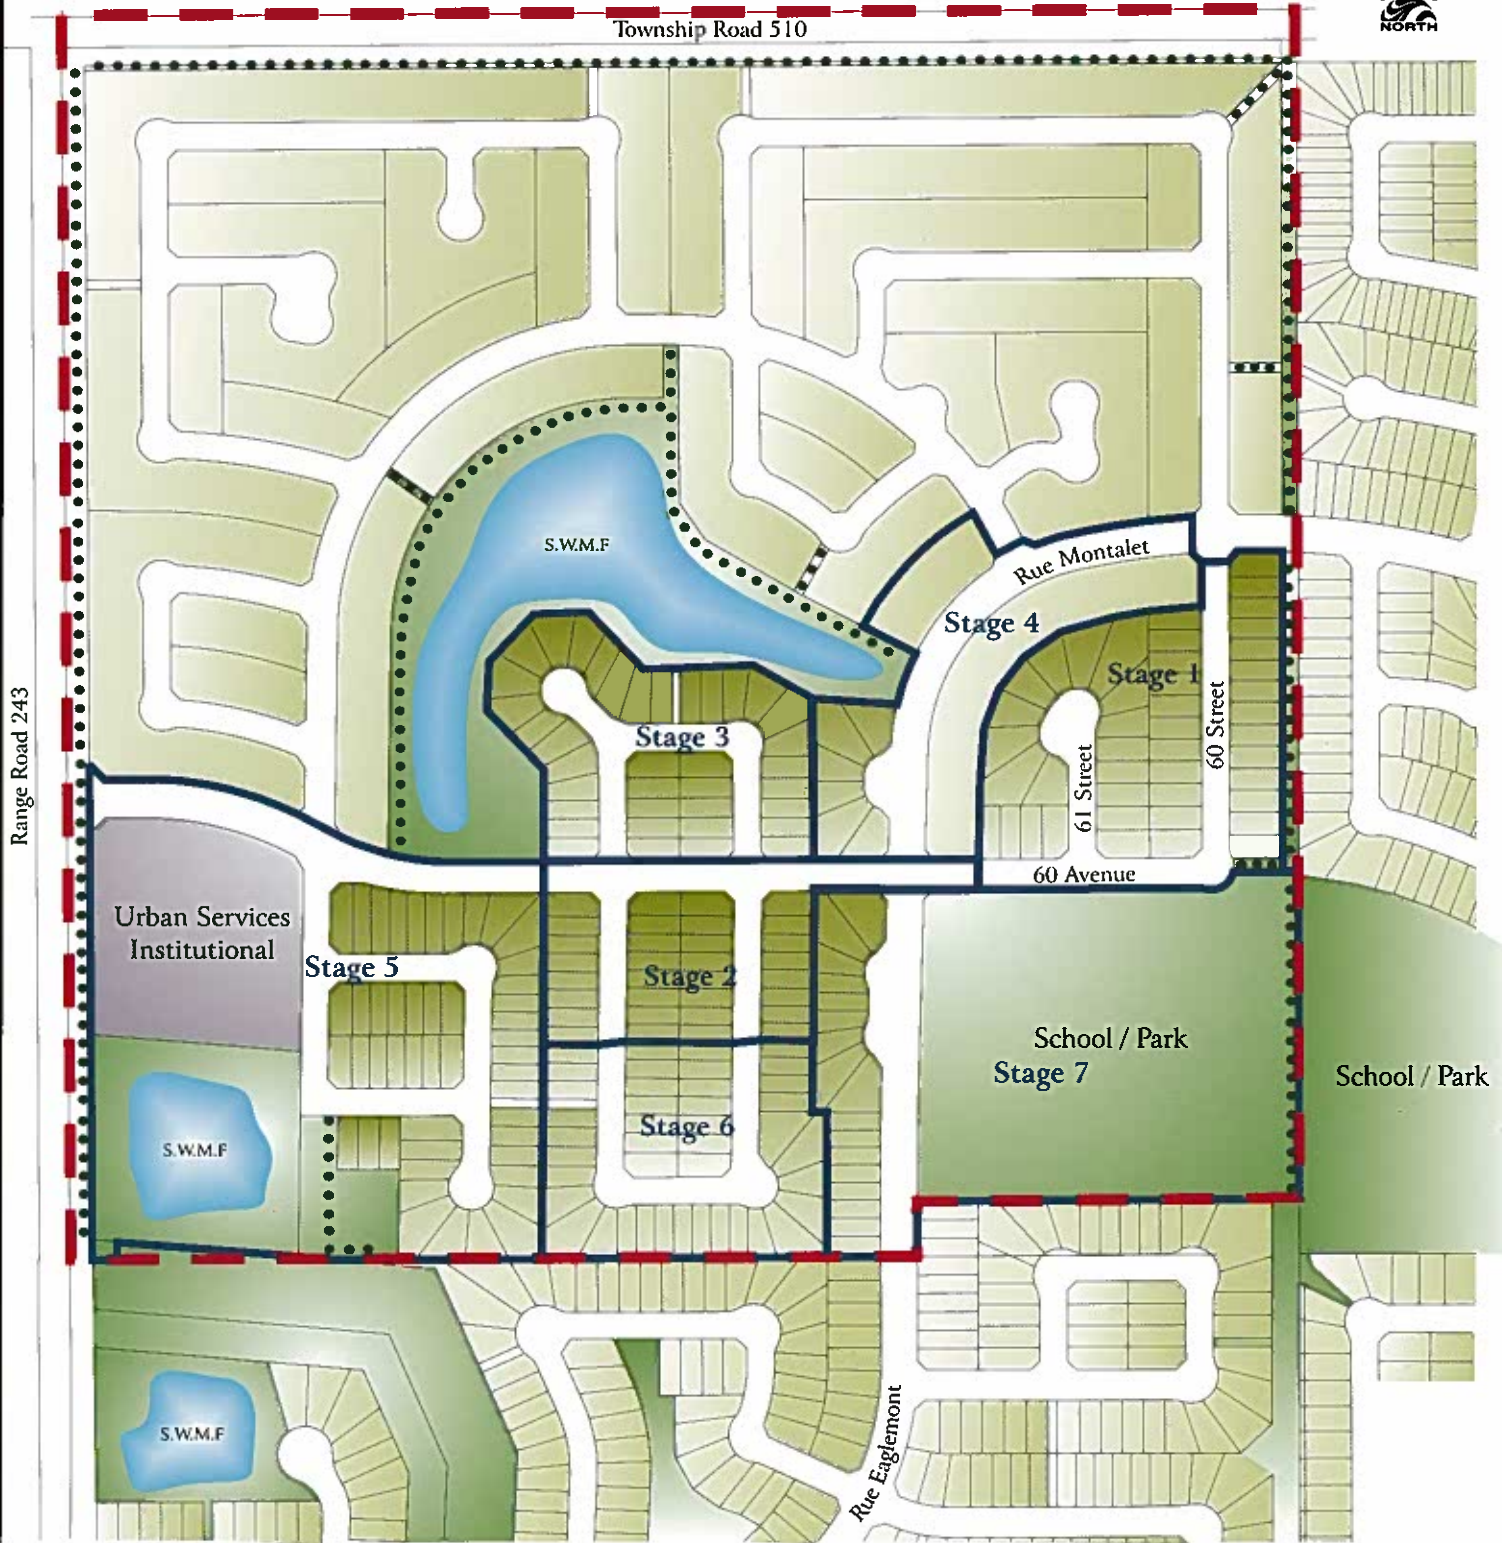 NORTH
Township Road 510
S.W.M.F
Rue Montalet
Stage 4
Stage 1
60 Street
61 Street
Stage 3
Range Road 243
60 Avenue
Urban Services
Institutional
Stage 5
Stage 2
School / Park
Stage 7
School / Park
Stage 6
S.W.M.F
Rue Eaglemont
S.W.M.F